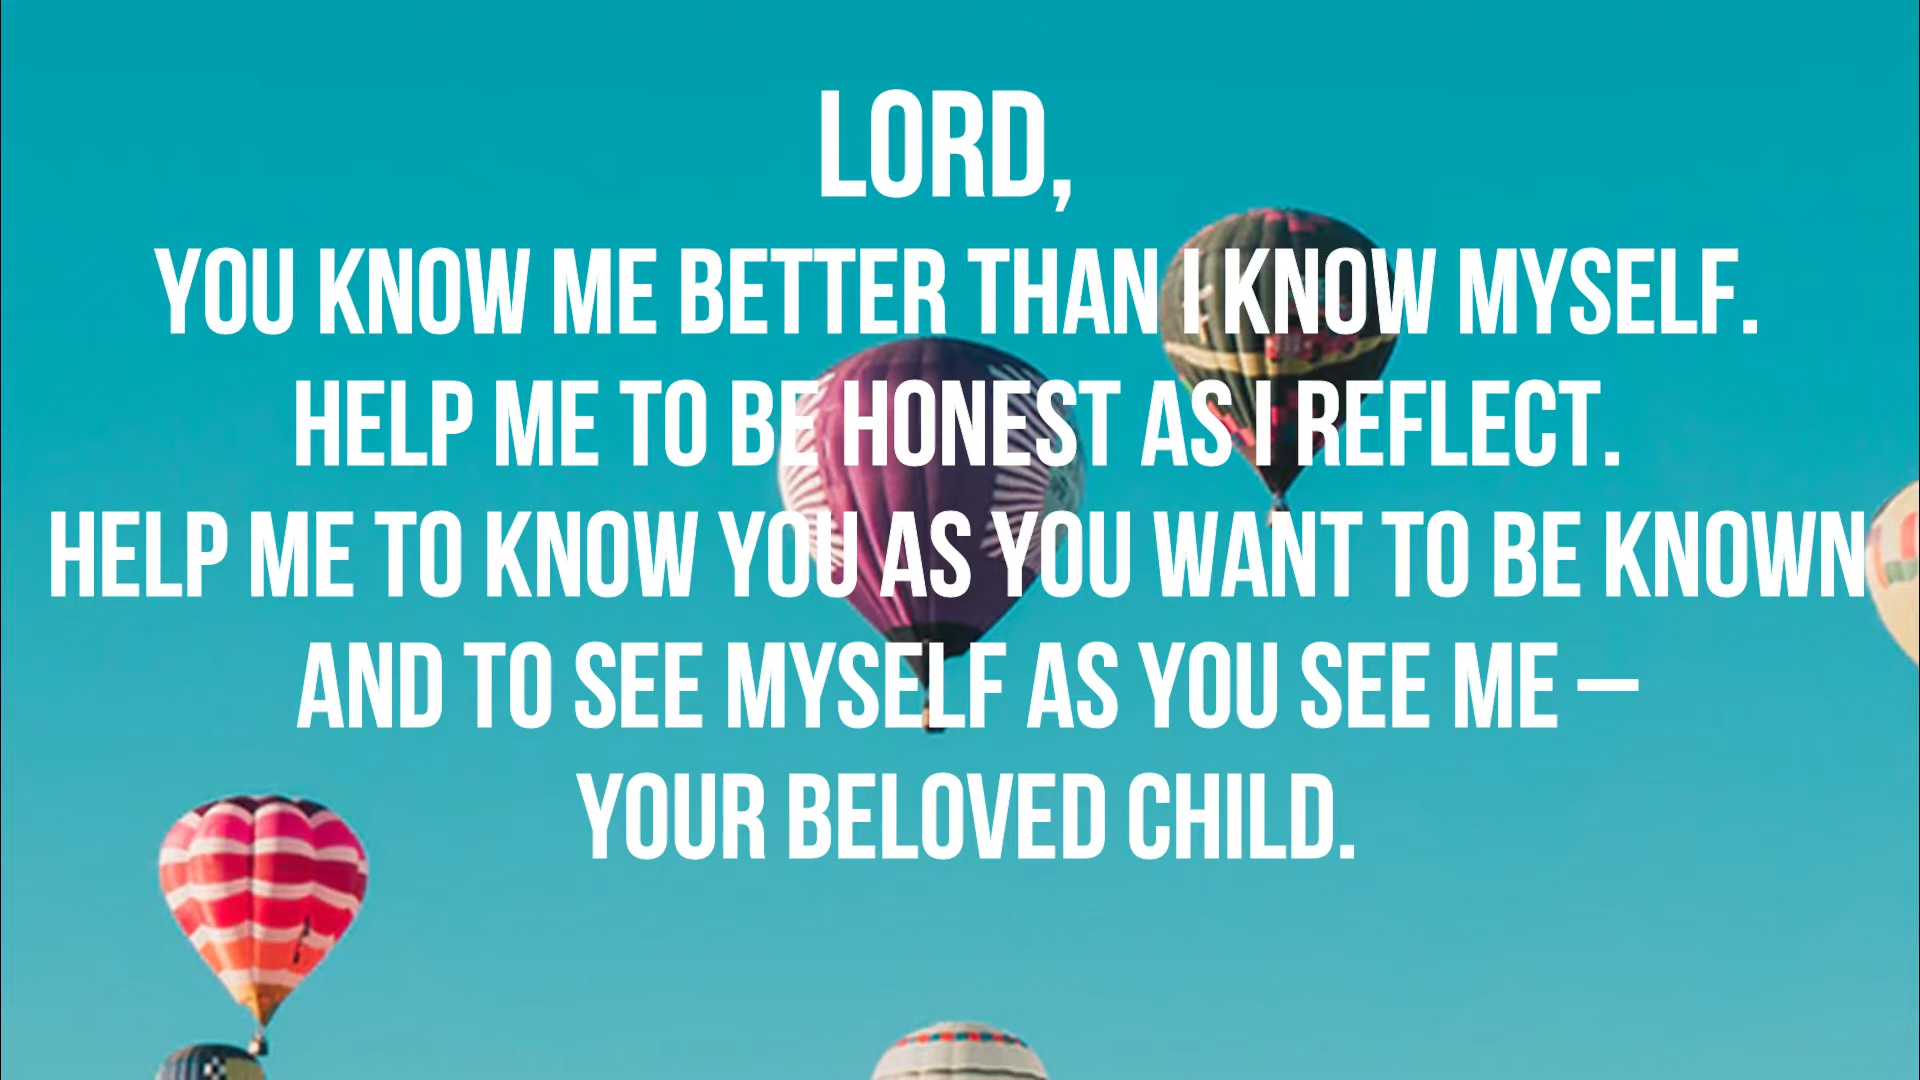 LORD,
YOU KNOW ME BETTER THAN I KNOW MYSELF.
HELP ME TO BE HONEST AS I REFLECT.
HELP ME TO KNOW YOU AS YOU WANT TO BE KNOWN
AND TO SEE MYSELF AS YOU SEE ME –
YOUR BELOVED CHILD.